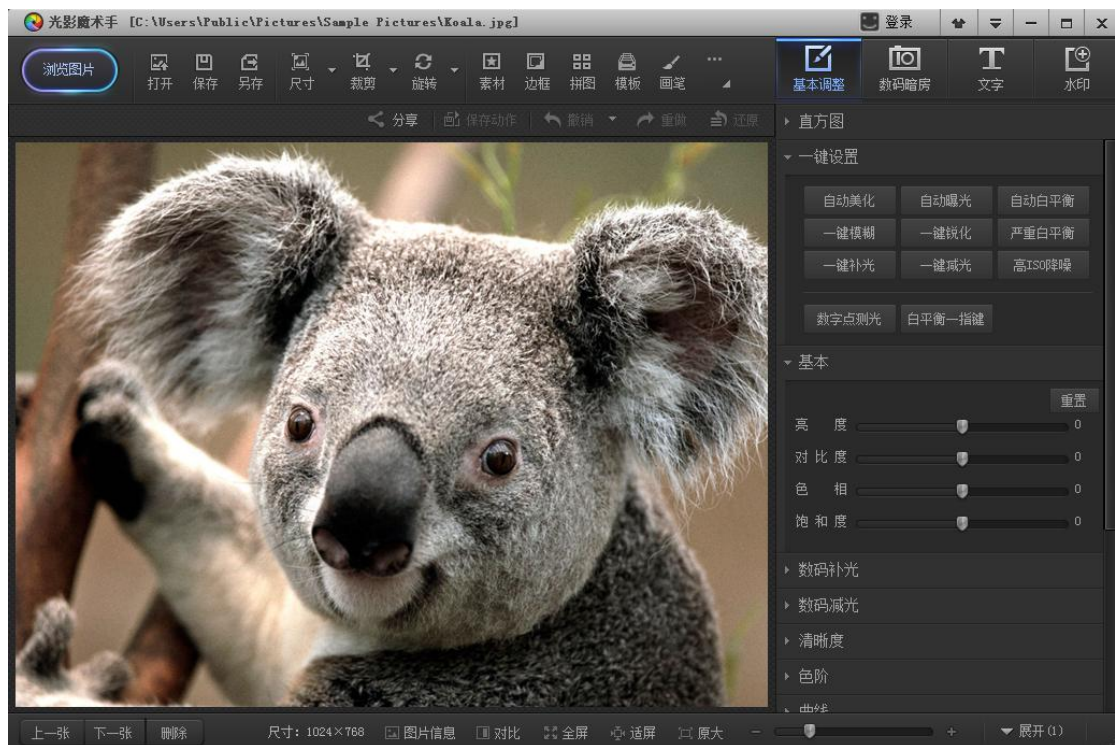 光影魔术手 [C:\Users\Public\Pictures\Sample Pictures\Koala.jpg] 登录
浏览图片 打开 保存 另存 尺寸 裁剪 旋转 素材 边框 拼图 模板 画笔 ...
基本调整 数码暗房 文字 水印
分享 保存动作 撤销 重做 还原
直方图
一键设置
自动美化 自动曝光 自动白平衡
一键模糊 一键锐化 严重白平衡
一键补光 一键减光 高ISO降噪
数字点测光 白平衡一指键
基本
重置
亮度 0
对比度 0
色相 0
饱和度 0
数码补光
数码减光
清晰度
色阶
曲线
上一张 下一张 删除 尺寸: 1024×768 图片信息 对比 全屏 适屏 原大 - + 展开(1)